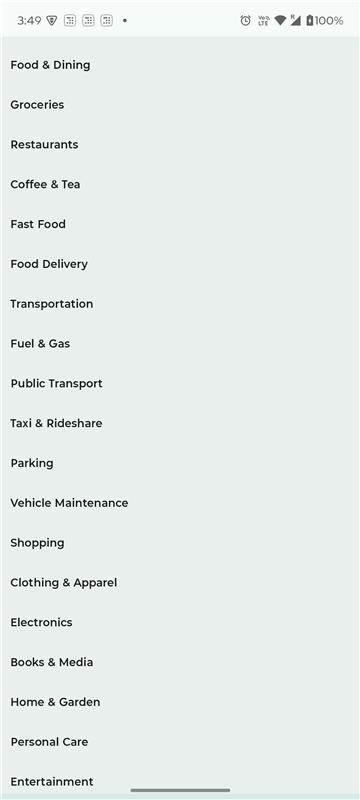 3:49
Vo))
LTE
R
100%
Food & Dining
Groceries
Restaurants
Coffee & Tea
Fast Food
Food Delivery
Transportation
Fuel & Gas
Public Transport
Taxi & Rideshare
Parking
Vehicle Maintenance
Shopping
Clothing & Apparel
Electronics
Books & Media
Home & Garden
Personal Care
Entertainment